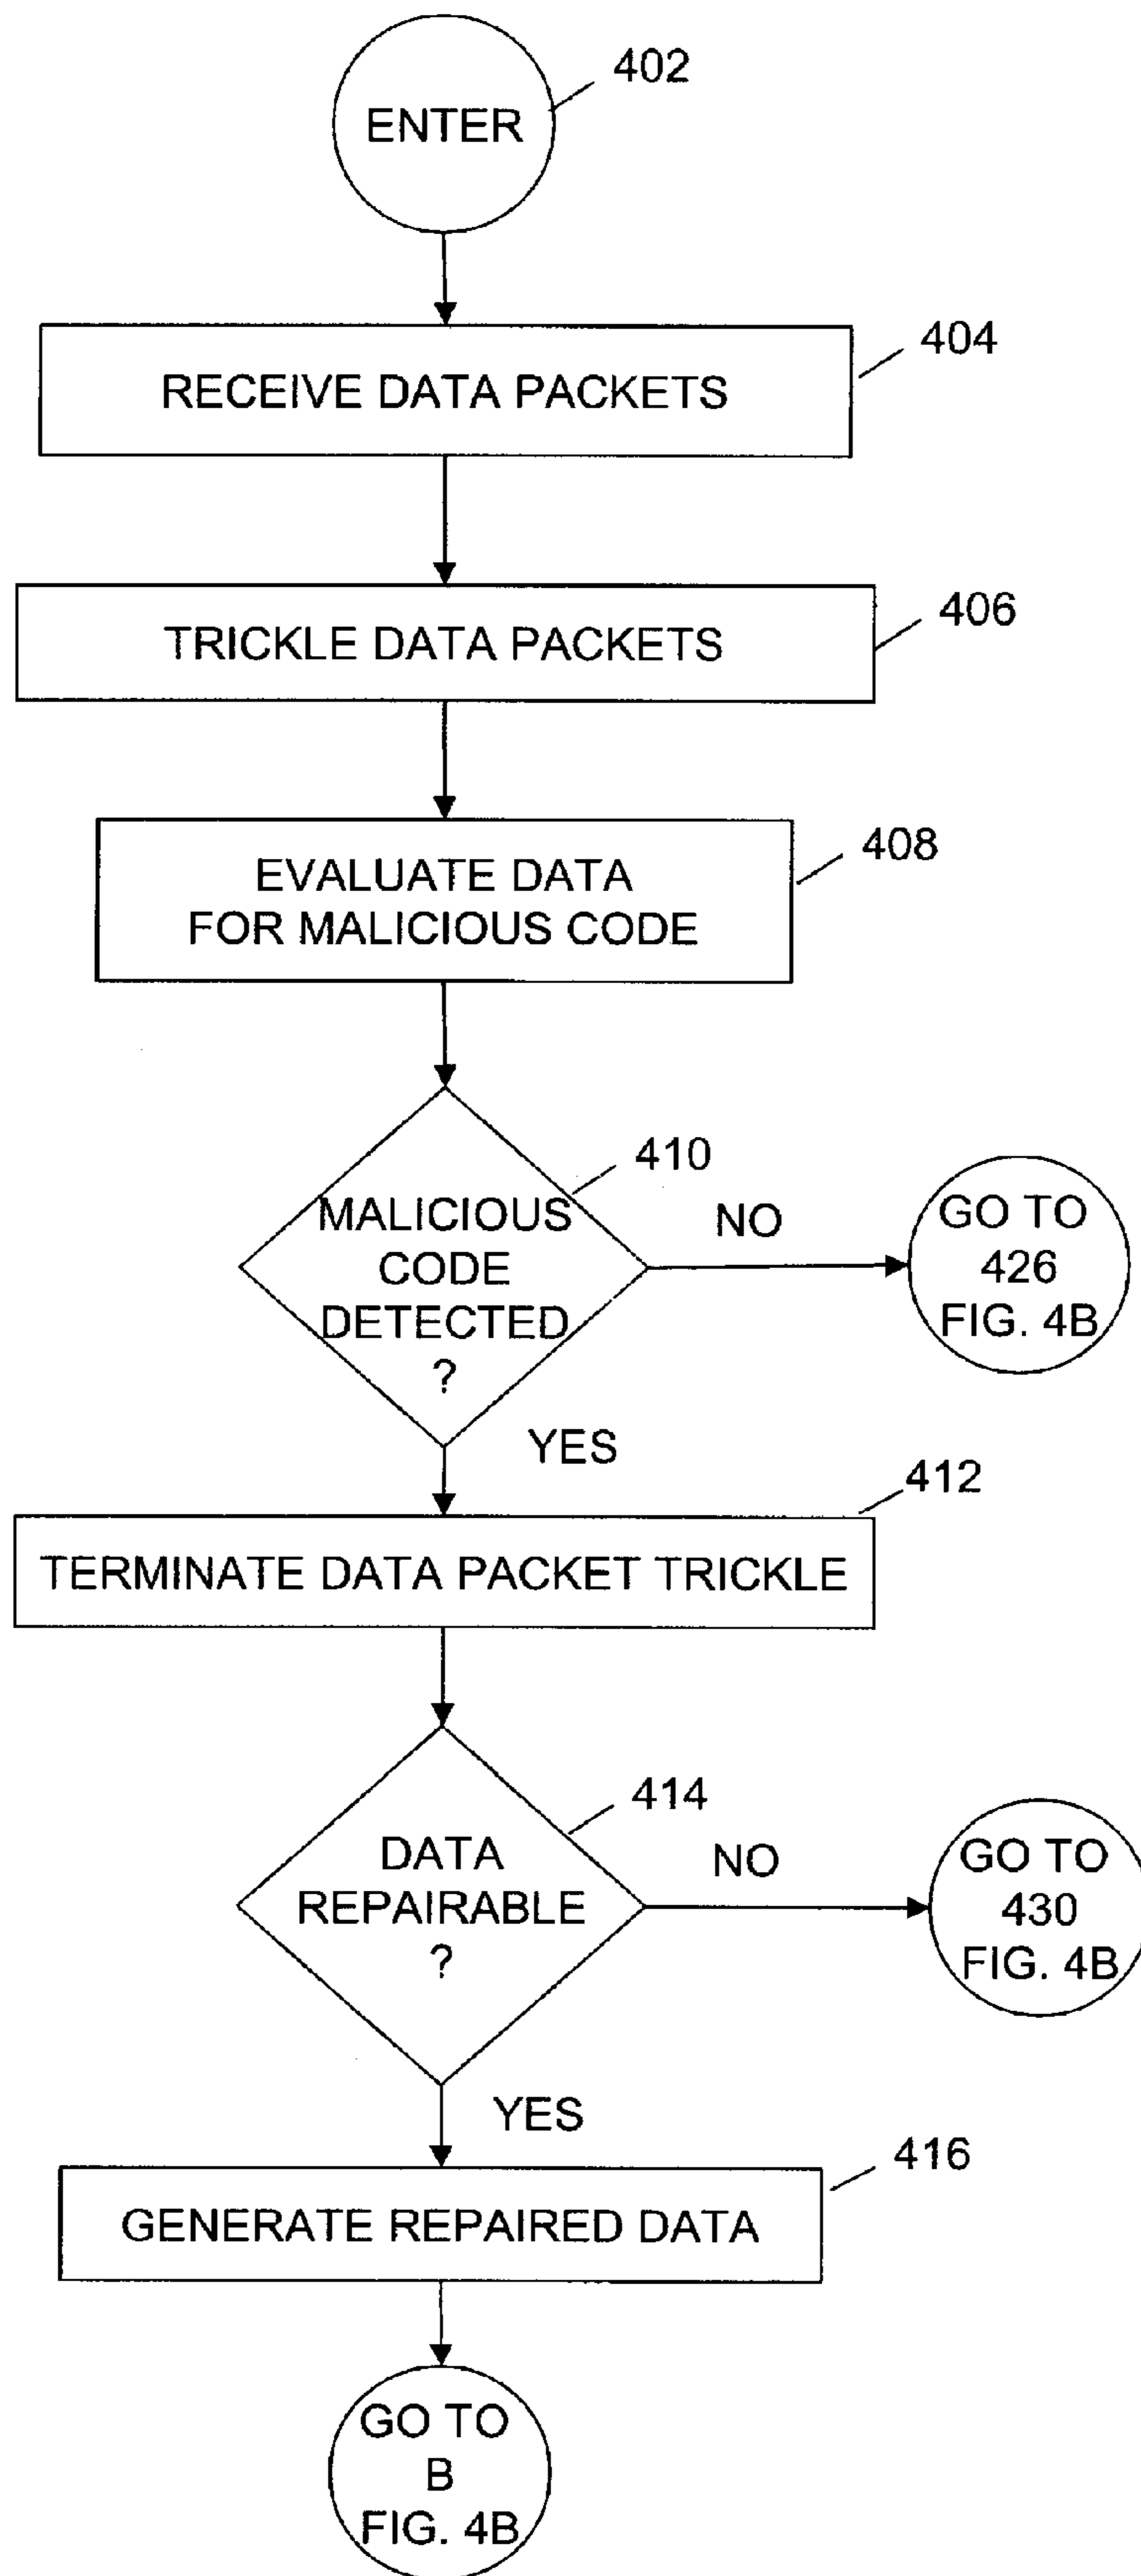 402
ENTER
404
RECEIVE DATA PACKETS
406
TRICKLE DATA PACKETS
408
EVALUATE DATA
FOR MALICIOUS CODE
410
MALICIOUS
CODE
DETECTED
?
NO
GO TO
426
FIG. 4B
YES
412
TERMINATE DATA PACKET TRICKLE
414
DATA
REPAIRABLE
?
NO
GO TO
430
FIG. 4B
YES
416
GENERATE REPAIRED DATA
GO TO
B
FIG. 4B